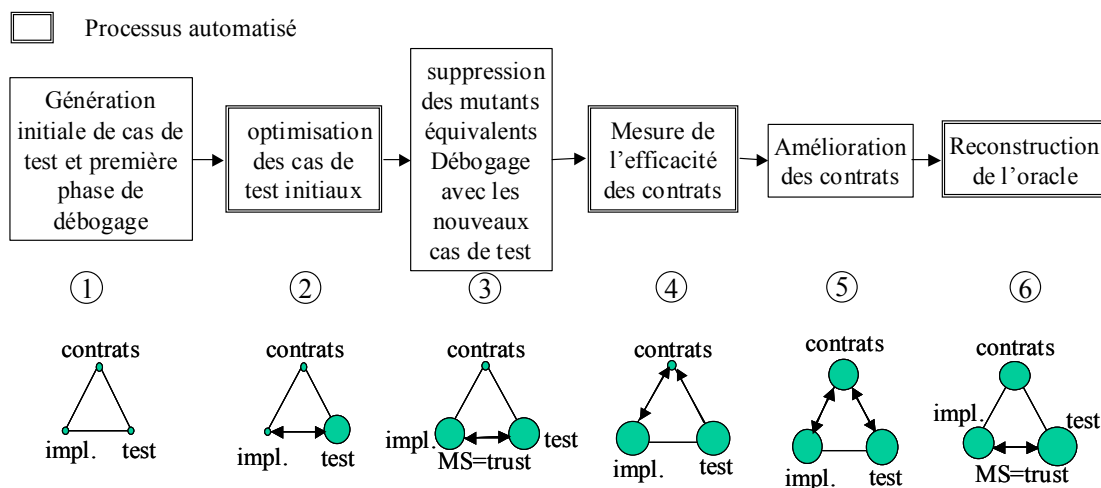 Processus automatisé
Génération
initiale de cas de
test et première
phase de
débogage
optimisation
des cas de
test initiaux
suppression
des mutants
équivalents
Débogage
avec les
nouveaux
cas de test
Mesure de
l'efficacité
des contrats
Amélioration
des contrats
Reconstruction
de l'oracle
1
2
3
4
5
6
contrats
impl.
test
contrats
impl.
test
contrats
impl.
test
MS=trust
contrats
impl.
test
contrats
impl.
test
contrats
impl.
test
MS=trust